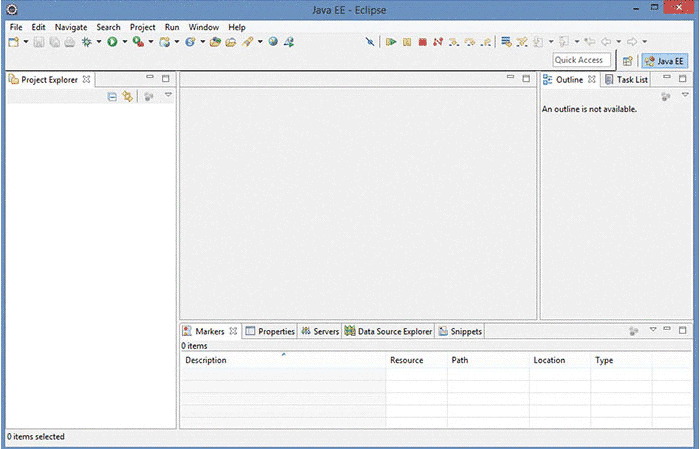 Java EE - Eclipse
File Edit Navigate Search Project Run Window Help
Quick Access Java EE
Project Explorer
Outline Task List
An outline is not available.
Markers Properties Servers Data Source Explorer Snippets
0 items
Description Resource Path Location Type
0 items selected